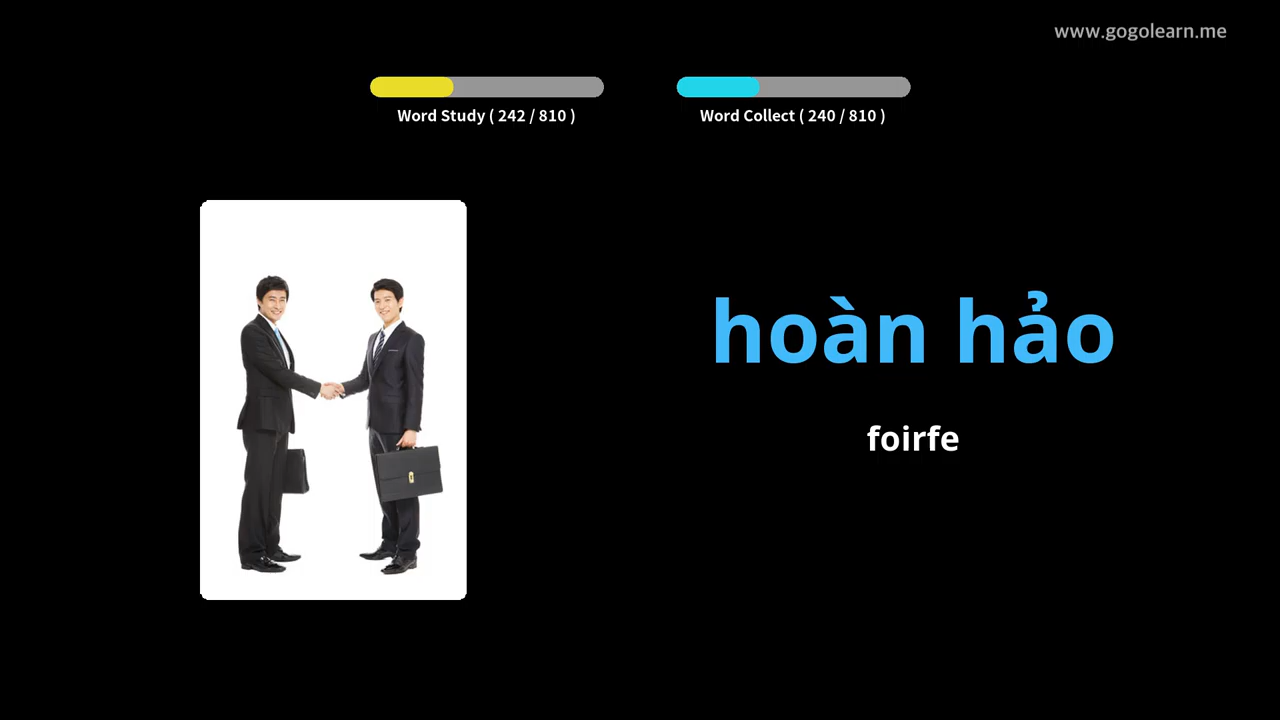 www.gogolearn.me
Word Study ( 242 / 810 )
Word Collect ( 240 / 810 )
hoàn hảo
foirfe